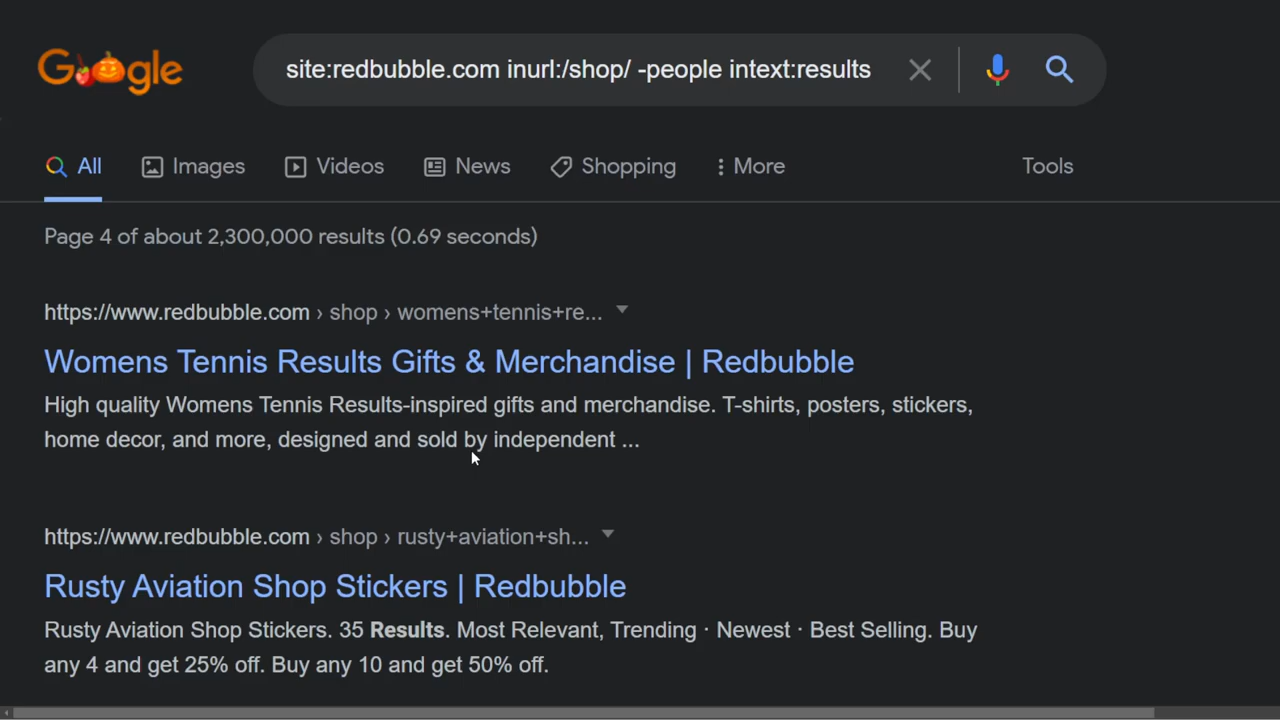 Google
site:redbubble.com inurl:/shop/ -people intext:results
All Images Videos News Shopping More Tools
Page 4 of about 2,300,000 results (0.69 seconds)
https://www.redbubble.com › shop › womens+tennis+re...
Womens Tennis Results Gifts & Merchandise | Redbubble
High quality Womens Tennis Results-inspired gifts and merchandise. T-shirts, posters, stickers,
home decor, and more, designed and sold by independent ...
https://www.redbubble.com › shop › rusty+aviation+sh...
Rusty Aviation Shop Stickers | Redbubble
Rusty Aviation Shop Stickers. 35 Results. Most Relevant, Trending · Newest · Best Selling. Buy
any 4 and get 25% off. Buy any 10 and get 50% off.